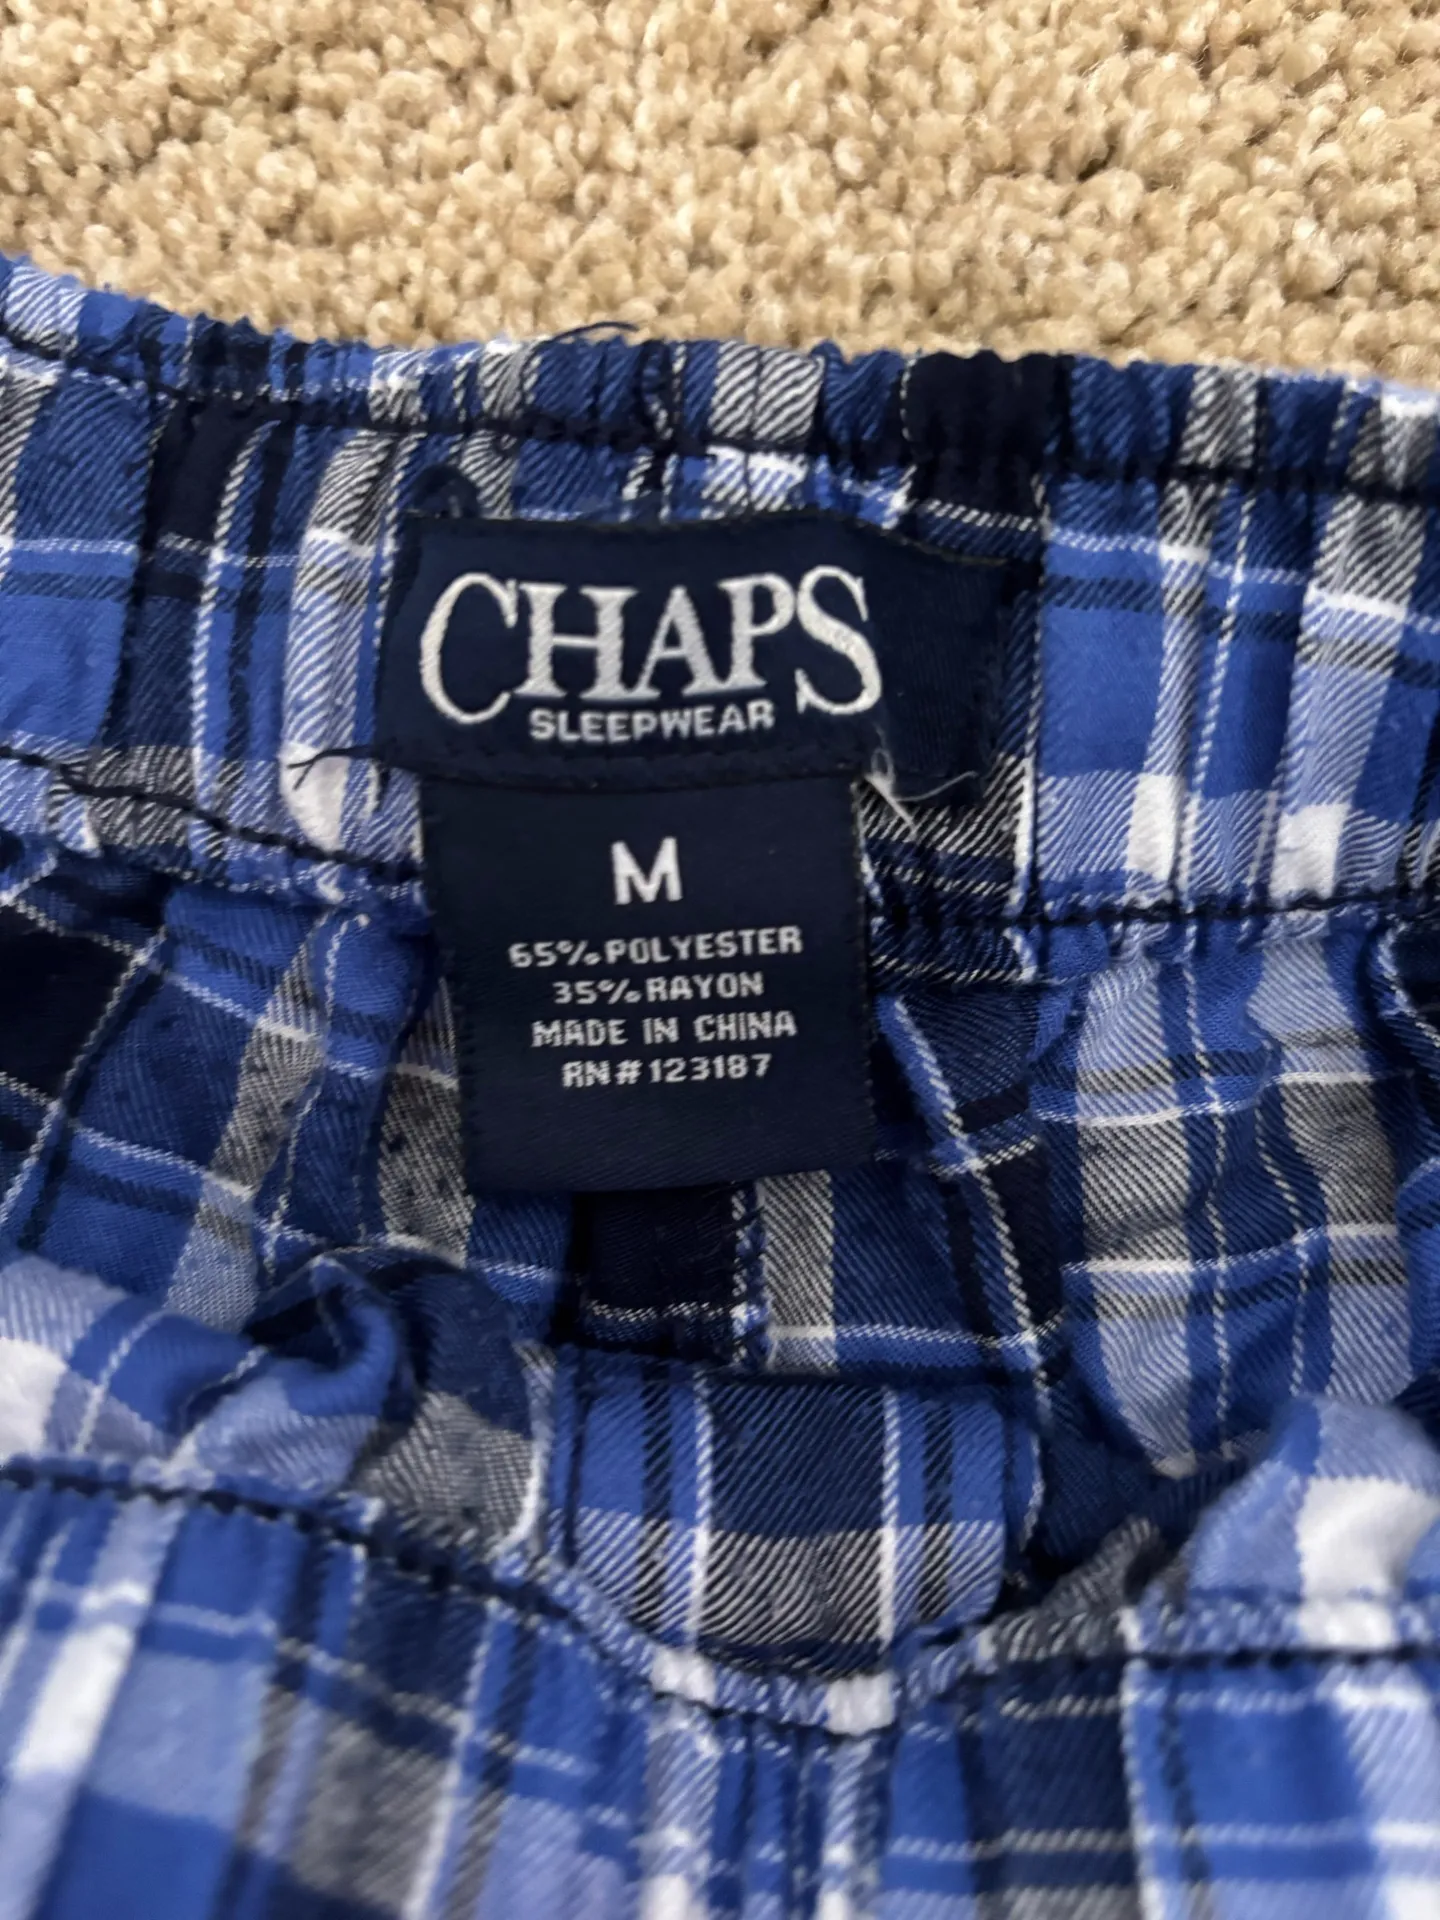 CHAPS
SLEEPWEAR
M
65% POLYESTER
35% RAYON
MADE IN CHINA
RN# 123187